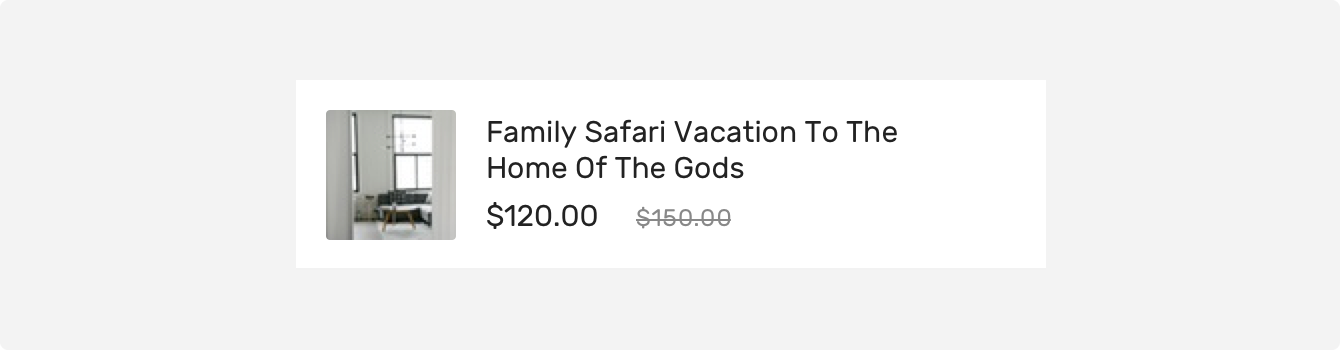 Family Safari Vacation To The
Home Of The Gods
$120.00 $150.00